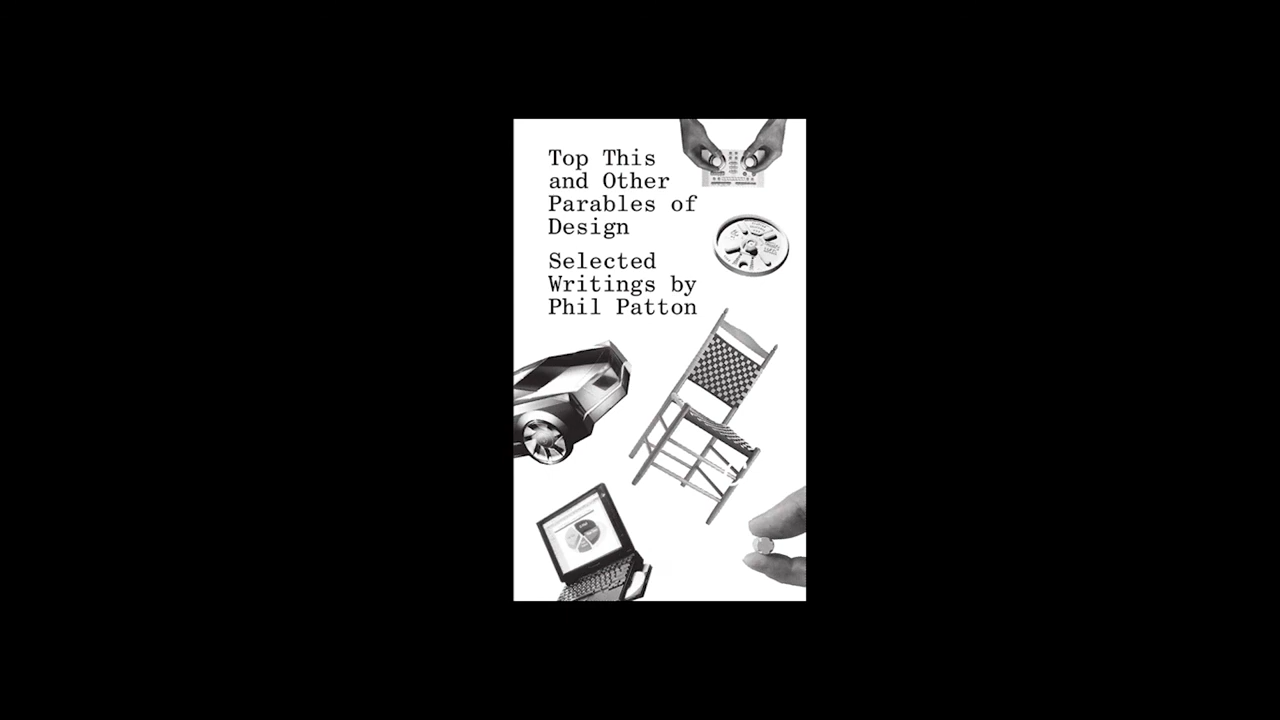 Top This
and Other
Parables of
Design
Selected
Writings by
Phil Patton